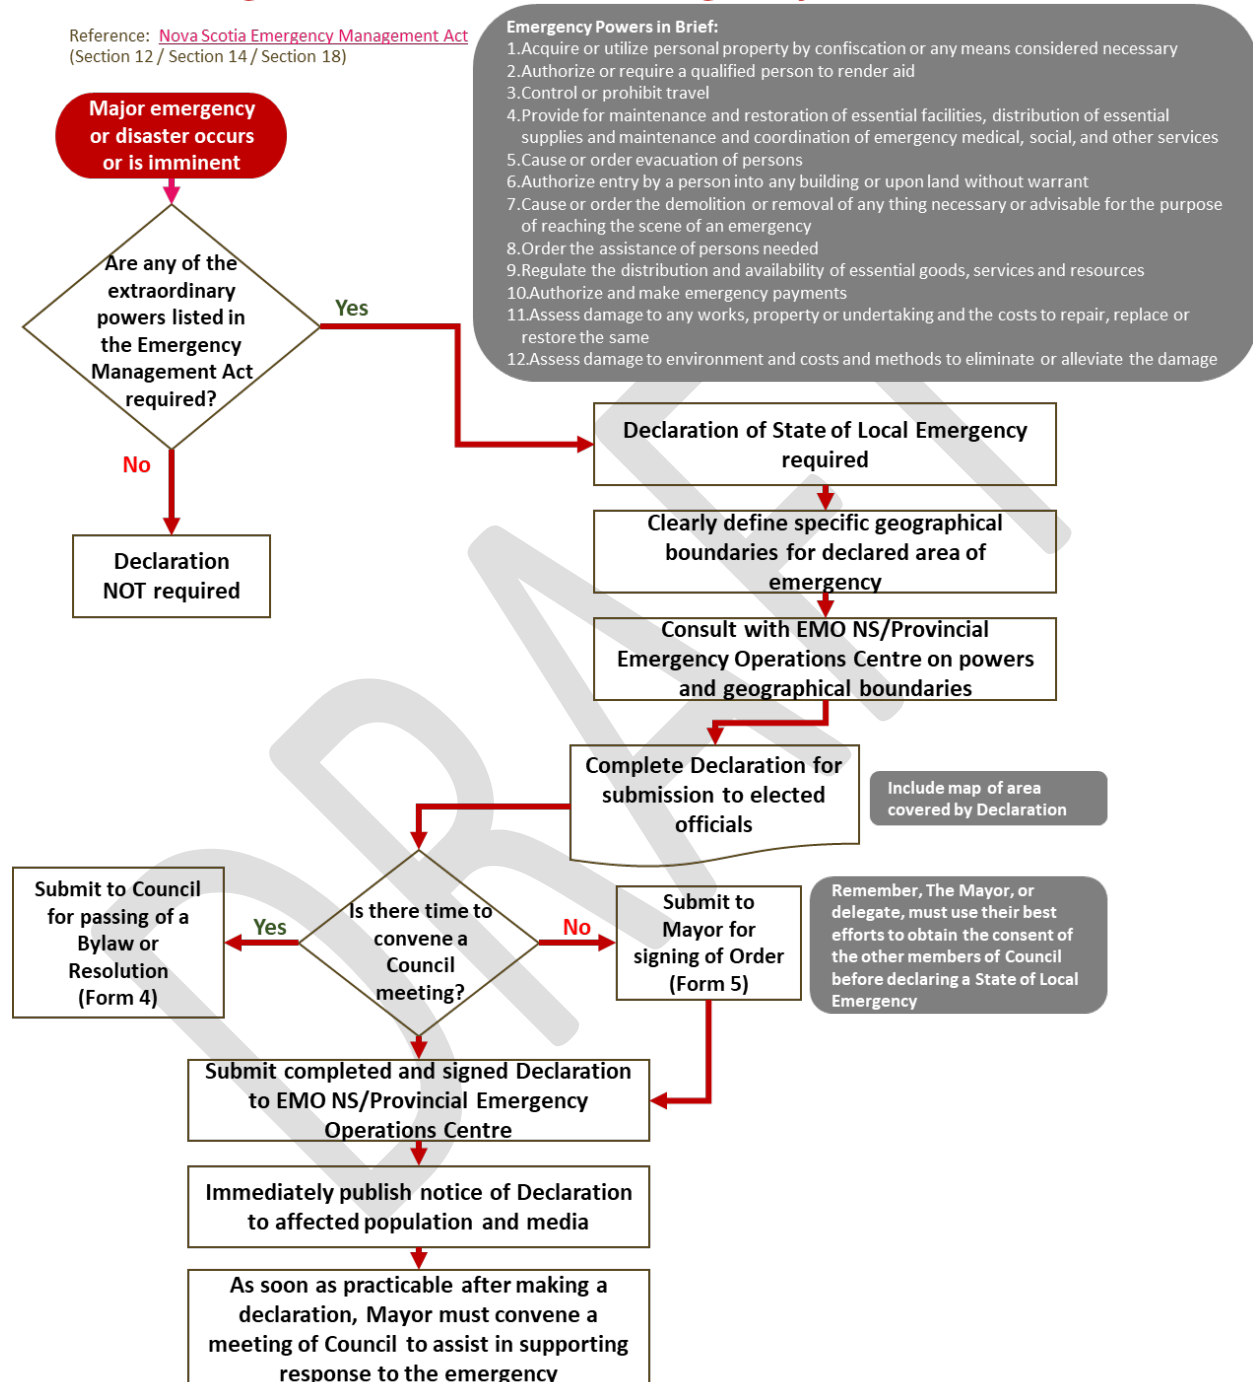 Reference: Nova Scotia Emergency Management Act
(Section 12 / Section 14 / Section 18)
Emergency Powers in Brief:
1.Acquire or utilize personal property by confiscation or any means considered necessary
2.Authorize or require a qualified person to render aid
3.Control or prohibit travel
4.Provide for maintenance and restoration of essential facilities, distribution of essential
supplies and maintenance and coordination of emergency medical, social, and other services
5.Cause or order evacuation of persons
6.Authorize entry by a person into any building or upon land without warrant
7.Cause or order the demolition or removal of any thing necessary or advisable for the purpose
of reaching the scene of an emergency
8.Order the assistance of persons needed
9.Regulate the distribution and availability of essential goods, services and resources
10.Authorize and make emergency payments
11.Assess damage to any works, property or undertaking and the costs to repair, replace or
restore the same
12.Assess damage to environment and costs and methods to eliminate or alleviate the damage
Major emergency
or disaster occurs
or is imminent
Are any of the
extraordinary
powers listed in
the Emergency
Management Act
required?
Yes
No
Declaration
NOT required
Declaration of State of Local Emergency
required
Clearly define specific geographical
boundaries for declared area of
emergency
Consult with EMO NS/Provincial
Emergency Operations Centre on powers
and geographical boundaries
Complete Declaration for
submission to elected
officials
Include map of area
covered by Declaration
Submit to Council
for passing of a
Bylaw or
Resolution
(Form 4)
Yes
Is there time to
convene a
Council
meeting?
No
Submit to
Mayor for
signing of Order
(Form 5)
Remember, The Mayor, or
delegate, must use their best
efforts to obtain the consent of
the other members of Council
before declaring a State of Local
Emergency
Submit completed and signed Declaration
to EMO NS/Provincial Emergency
Operations Centre
Immediately publish notice of Declaration
to affected population and media
As soon as practicable after making a
declaration, Mayor must convene a
meeting of Council to assist in supporting
response to the emergency
DRAFT